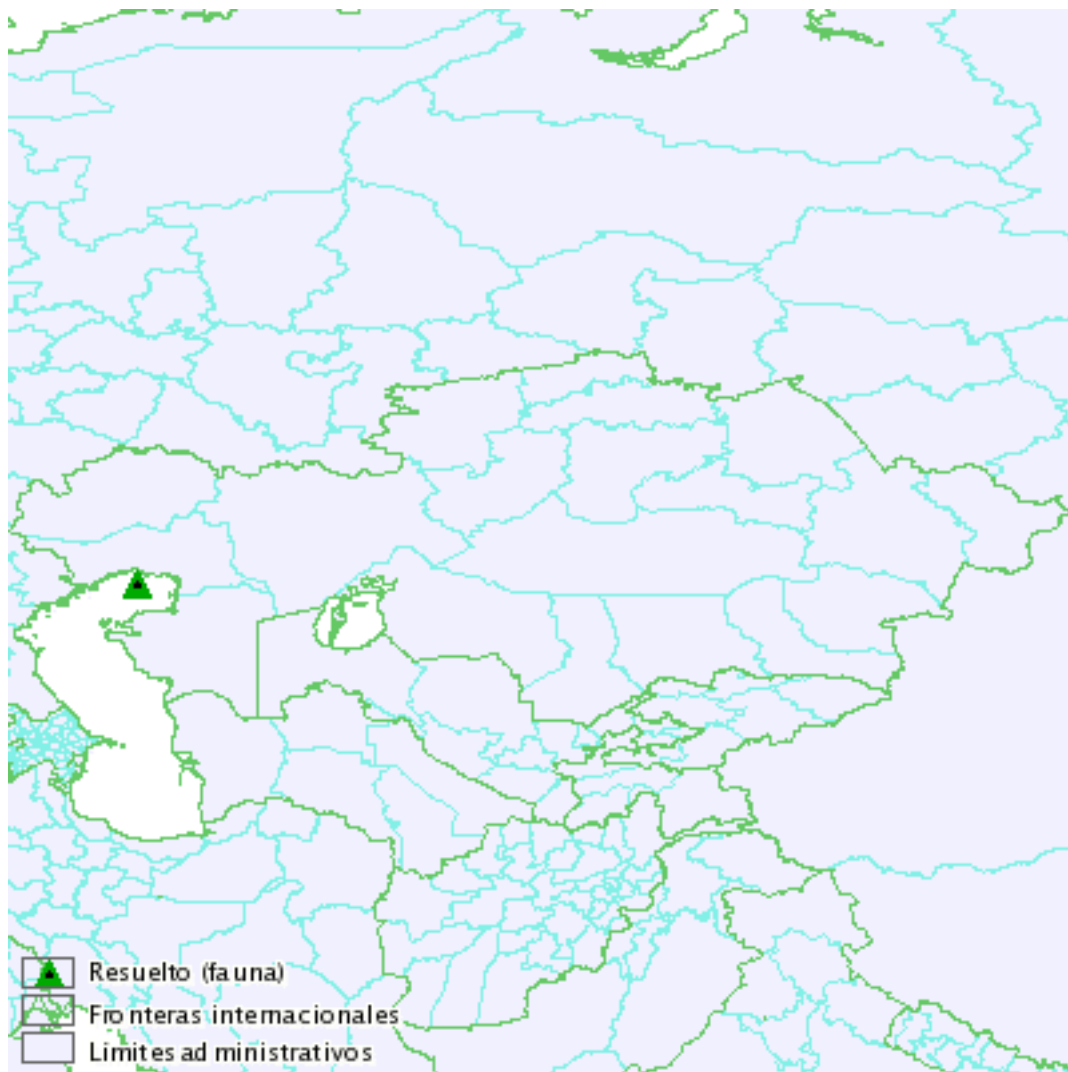 Resuelto (fauna)
Fronteras internacionales
Limites administrativos